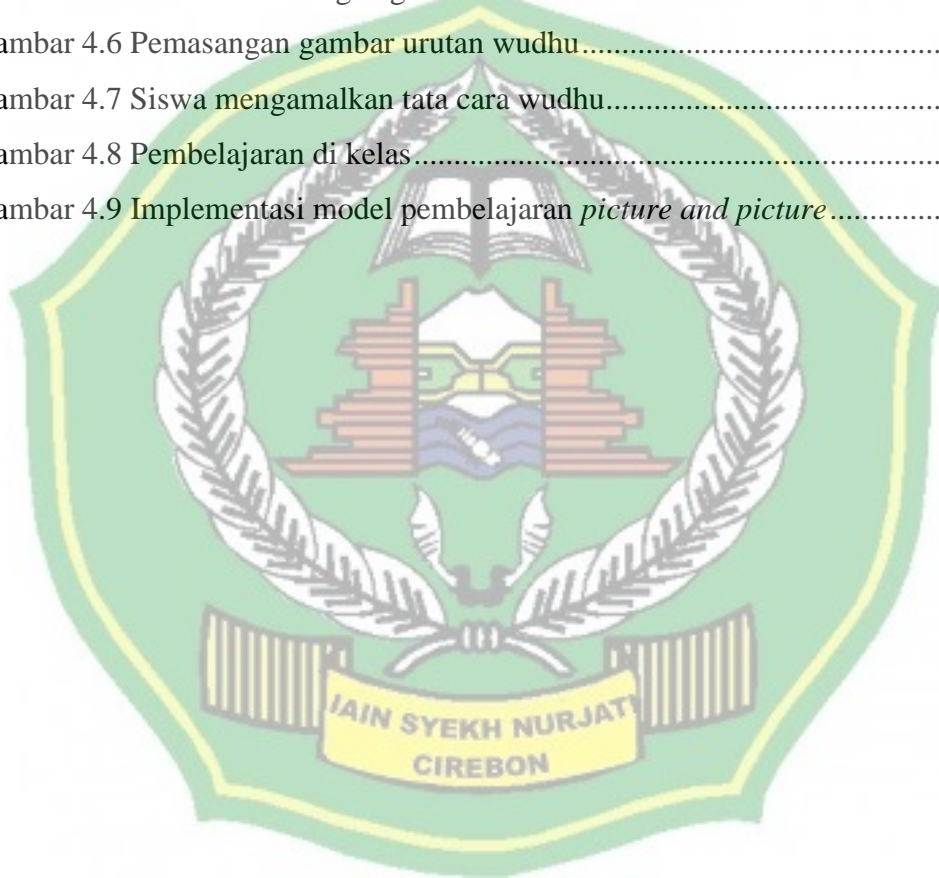 ambar 4.6 Pemasangan gambar urutan wudhu........................................
ambar 4.7 Siswa mengamalkan tata cara wudhu........................................
ambar 4.8 Pembelajaran di kelas........................................
ambar 4.9 Implementasi model pembelajaran picture and picture..............
IAIN SYEKH NURJATI
CIREBON